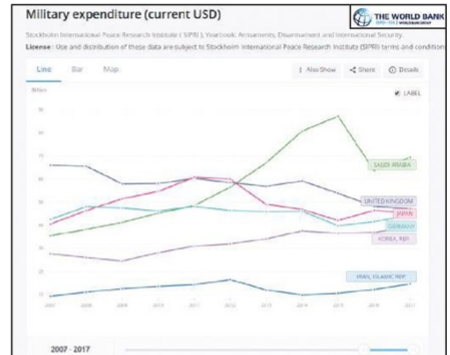 Military expenditure (current USD)
THE WORLD BANK
Stockholm International Peace Research Institute ( SIPRI ), Yearbook: Armaments, Disarmament and International Security.
License : Use and distribution of these data are subject to Stockholm International Peace Research Institute (SIPRI) terms and condition
Line Bar Map Also Show Share Details
LABEL
SAUDI ARABIA
UNITED KINGDOM
JAPAN
GERMANY
KOREA, REP.
IRAN, ISLAMIC REP.
2007 - 2017